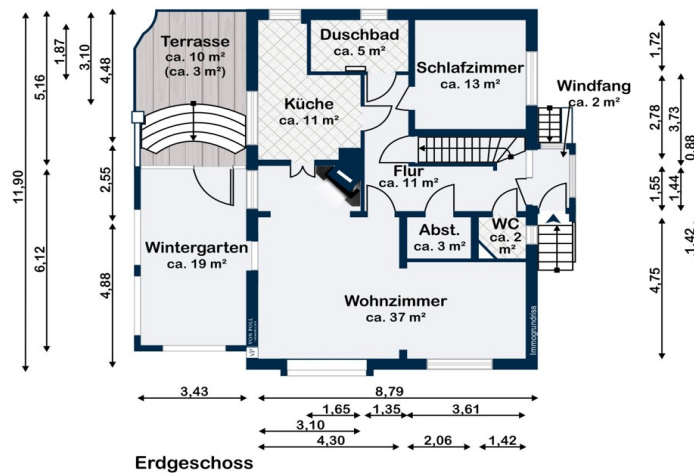 Terrasse
ca. 10 m²
(ca. 3 m²)
Duschbad
ca. 5 m²
Schlafzimmer
ca. 13 m²
Windfang
ca. 2 m²
Küche
ca. 11 m²
Flur
ca. 11 m²
Wintergarten
ca. 19 m²
Abst.
ca. 3 m²
WC
ca. 2
m²
Wohnzimmer
ca. 37 m²
11,90
5,16
6,12
1,87
3,10
4,48
2,55
4,88
1,72
2,78
3,73
0,88
1,55
1,44
1,42
4,75
3,43
8,79
1,65
1,35
3,61
3,10
4,30
2,06
1,42
VP
VON POLL
Immogrundriss
Erdgeschoss